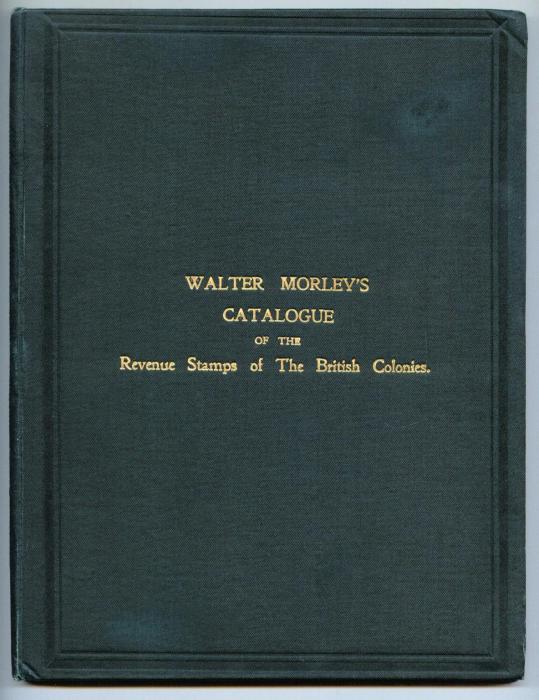 WALTER MORLEY'S
CATALOGUE
OF THE
Revenue Stamps of The British Colonies.